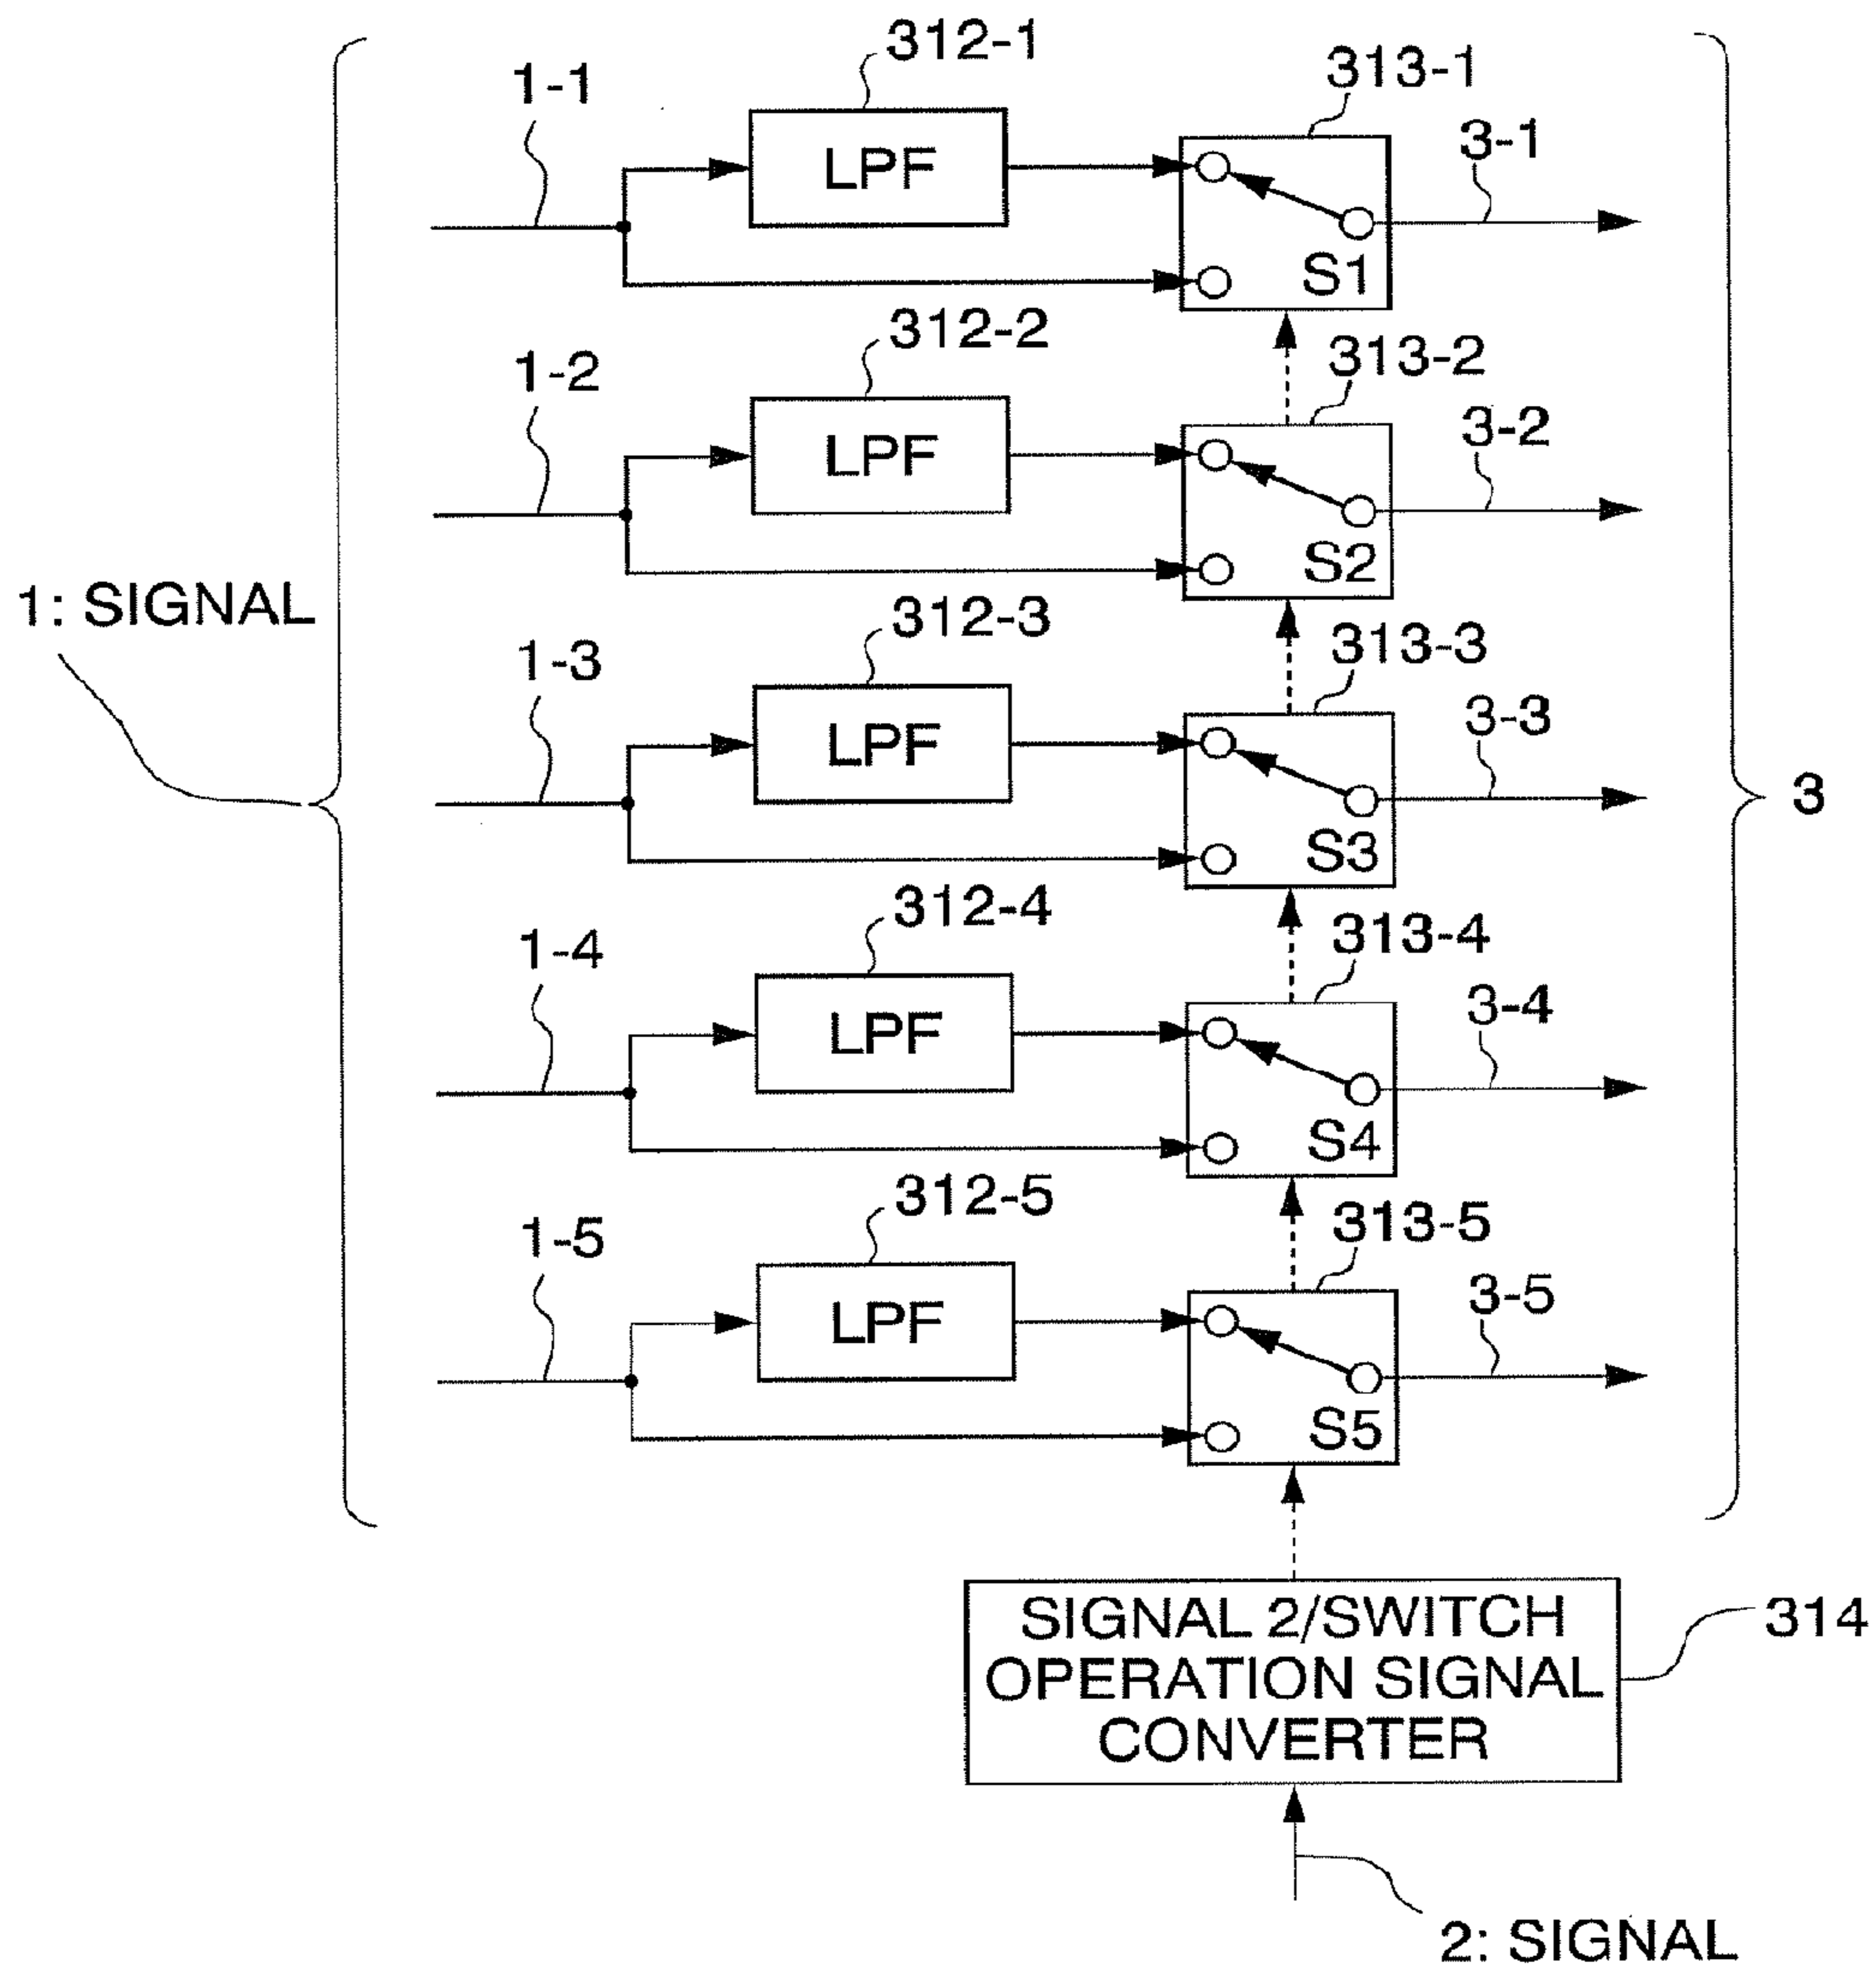 312-1
313-1
1-1
3-1
LPF
S1
312-2
313-2
1-2
3-2
LPF
S2
1: SIGNAL
312-3
313-3
1-3
3-3
LPF
S3
3
312-4
313-4
1-4
3-4
LPF
S4
312-5
313-5
1-5
3-5
LPF
S5
SIGNAL 2/SWITCH
OPERATION SIGNAL
CONVERTER
314
2: SIGNAL